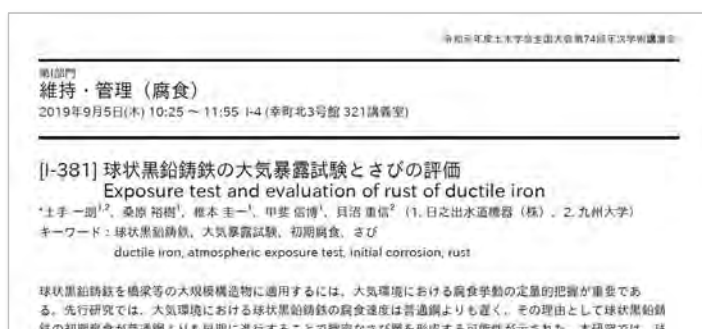 令和元年度土木学会全国大会第74回年次学術講演会
第I部門
維持・管理（腐食）
2019年9月5日(木) 10:25 ～ 11:55 I-4 (幸町北3号館 321講義室)
[I-381] 球状黒鉛鋳鉄の大気暴露試験とさびの評価
Exposure test and evaluation of rust of ductile iron
*土手 一朗1,2、桑原 裕樹1、椎本 圭一1、甲斐 信博1、貝沼 重信2 （1. 日之出水道機器（株）、2. 九州大学）
キーワード：球状黒鉛鋳鉄、大気暴露試験、初期腐食、さび
ductile iron, atmospheric exposure test, initial corrosion, rust
球状黒鉛鋳鉄を橋梁等の大規模構造物に適用するには、大気環境における腐食挙動の定量的把握が重要であ
る。先行研究では、大気環境における球状黒鉛鋳鉄の腐食速度は普通鋼よりも遅く、その理由として球状黒鉛鋳